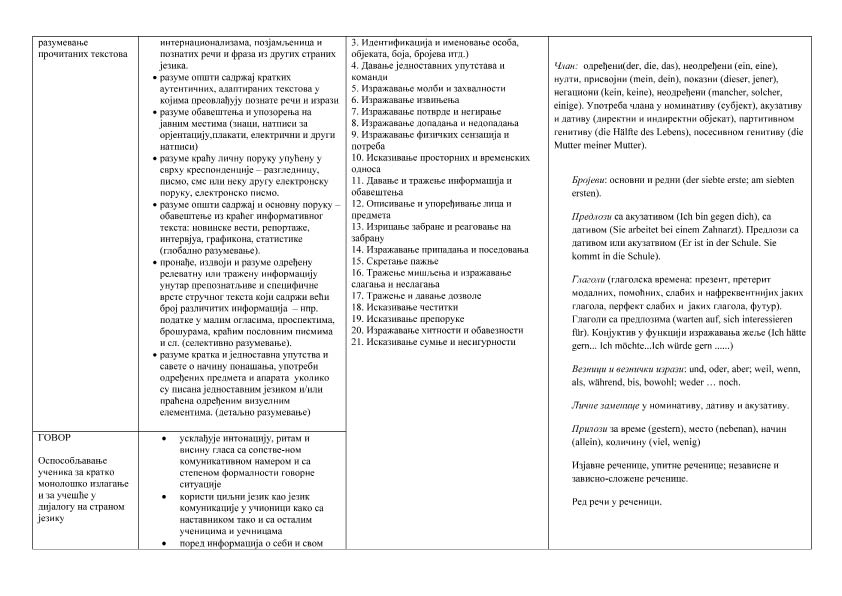 разумевање
прочитаних текстова
интернационализама, позјамљеница и
познатих речи и фраза из других страних
језика.
• разуме општи садржај кратких
аутентичних, адаптираних текстова у
којима преовлађују познате речи и изрази
• разуме обавештења и упозорења на
јавним местима (знаци, натписи за
орјентацију,плакати, електрични и други
натписи)
• разуме краћу личну поруку упућену у
сврху кресподенције – разгледницу,
писмо, смс или неку другу електронску
поруку, електронско писмо.
• разуме општи садржај и основну поруку –
обавештење из краћег информативног
текста: новинске вести, репортаже,
интервјуа, графикона, статистике
(глобално разумевање).
• пронађе, издвоји и разуме одређену
релеватну или тражену информацију
унутар препознатљиве и специфичне
врсте стручног текста који садржи већи
број различитих информација – нпр.
податке у малим огласима, проспектима,
брошурама, краћим пословним писмима
и сл. (селективно разумевање).
• разуме кратка и једноставна упутства и
савете о начину понашања, употреби
одређених предмета и апарата уколико
су писана једноставним језиком и/или
праћена одређеним визуелним
елементима. (детаљно разумевање)
3. Идентификација и именовање особа,
објеката, боја, бројева итд.)
4. Давање једноставних упутстава и
команди
5. Изражавање молби и захвалности
6. Изражавање извињења
7. Изражавање потврде и негирање
8. Изражавање допадања и недопадања
9. Изражавање физичких сензација и
потреба
10. Исказивање просторних и временских
односа
11. Давање и тражење информација и
обавештења
12. Описивање и упоређивање лица и
предмета
13. Изрицање забране и реаговање на
забрану
14. Изражавање припадања и поседовања
15. Скретање пажње
16. Тражење мишљења и изражавање
слагања и неслагања
17. Тражење и давање дозволе
18. Исказивање честитки
19. Исказивање препоруке
20. Изражавање хитности и обавезности
21. Исказивање сумње и несигурности
Члан: одређени(der, die, das), неодређени (ein, eine),
нулти, присвојни (mein, dein), показни (dieser, jener),
негациони (kein, keine), неодређени (mancher, solcher,
einige). Употреба члана у номинативу (субјект), акузативу
и дативу (директни и индиректни објекат), партитивном
генитиву (die Hälfte des Lebens), посесивном генитиву (die
Mutter meiner Mutter).
Бројеви: основни и редни (der siebte erste; am siebten
ersten).
Предлози са акузативом (Ich bin gegen dich), са
дативом (Sie arbeitet bei einem Zahnarzt). Предлози са
дативом или акузатвиом (Er ist in der Schule. Sie
kommt in die Schule).
Глаголи (глаголска времена: презент, претерит
модалних, помоћних, слабих и нафреквентнијих јаких
глагола, перфект слабих и јаких глагола, футур).
Глаголи са предлозима (warten auf, sich interessieren
für). Конјуктив у функцији изражавања жеље (Ich hätte
gern... Ich möchte...Ich würde gern ......)
Везници и везнички изрази: und, oder, aber; weil, wenn,
als, während, bis, bowohl; weder … noch.
Личне заменице у номинативу, дативу и акузативу.
Прилози за време (gestern), место (nebenan), начин
(allein), количину (viel, wenig)
Изјавне реченице, упитне реченице; независне и
зависно-сложене реченице.
Ред речи у реченици.
ГОВОР
Оспособљавање
ученика за кратко
монолошко излагање
и за учешће у
дијалогу на страном
језику
• усклађује интонацију, ритам и
висину гласа са сопстве-ном
комуникативном намером и са
степеном формалности говорне
ситуације
• користи циљни језик као језик
комуникације у учионици како са
наставником тако и са осталим
ученицима и уечницама
• поред информација о себи и свом